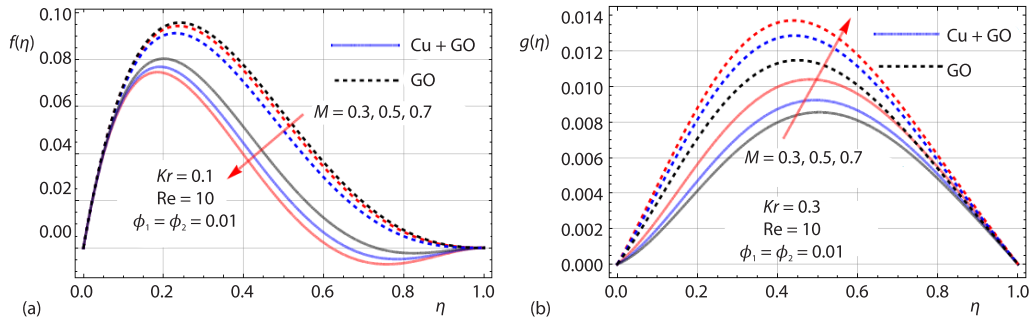 0.10
f(η)
0.08
0.06
0.04
0.02
0.00
Cu + GO
GO
M = 0.3, 0.5, 0.7
Kr = 0.1
Re = 10
ϕ₁ = ϕ₂ = 0.01
0.0 0.2 0.4 0.6 0.8 1.0
(a)
η
0.014
g(η)
0.012
0.010
0.008
0.006
0.004
0.002
0.000
Cu + GO
GO
M = 0.3, 0.5, 0.7
Kr = 0.3
Re = 10
ϕ₁ = ϕ₂ = 0.01
0.0 0.2 0.4 0.6 0.8 1.0
(b)
η